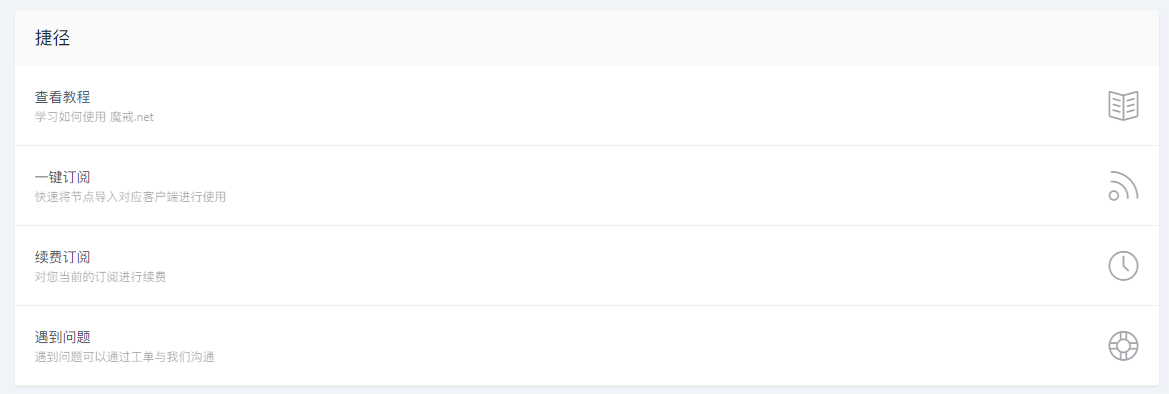 捷径
查看教程
学习如何使用 魔戒.net
一键订阅
快速将节点导入对应客户端进行使用
续费订阅
对您当前的订阅进行续费
遇到问题
遇到问题可以通过工单与我们沟通